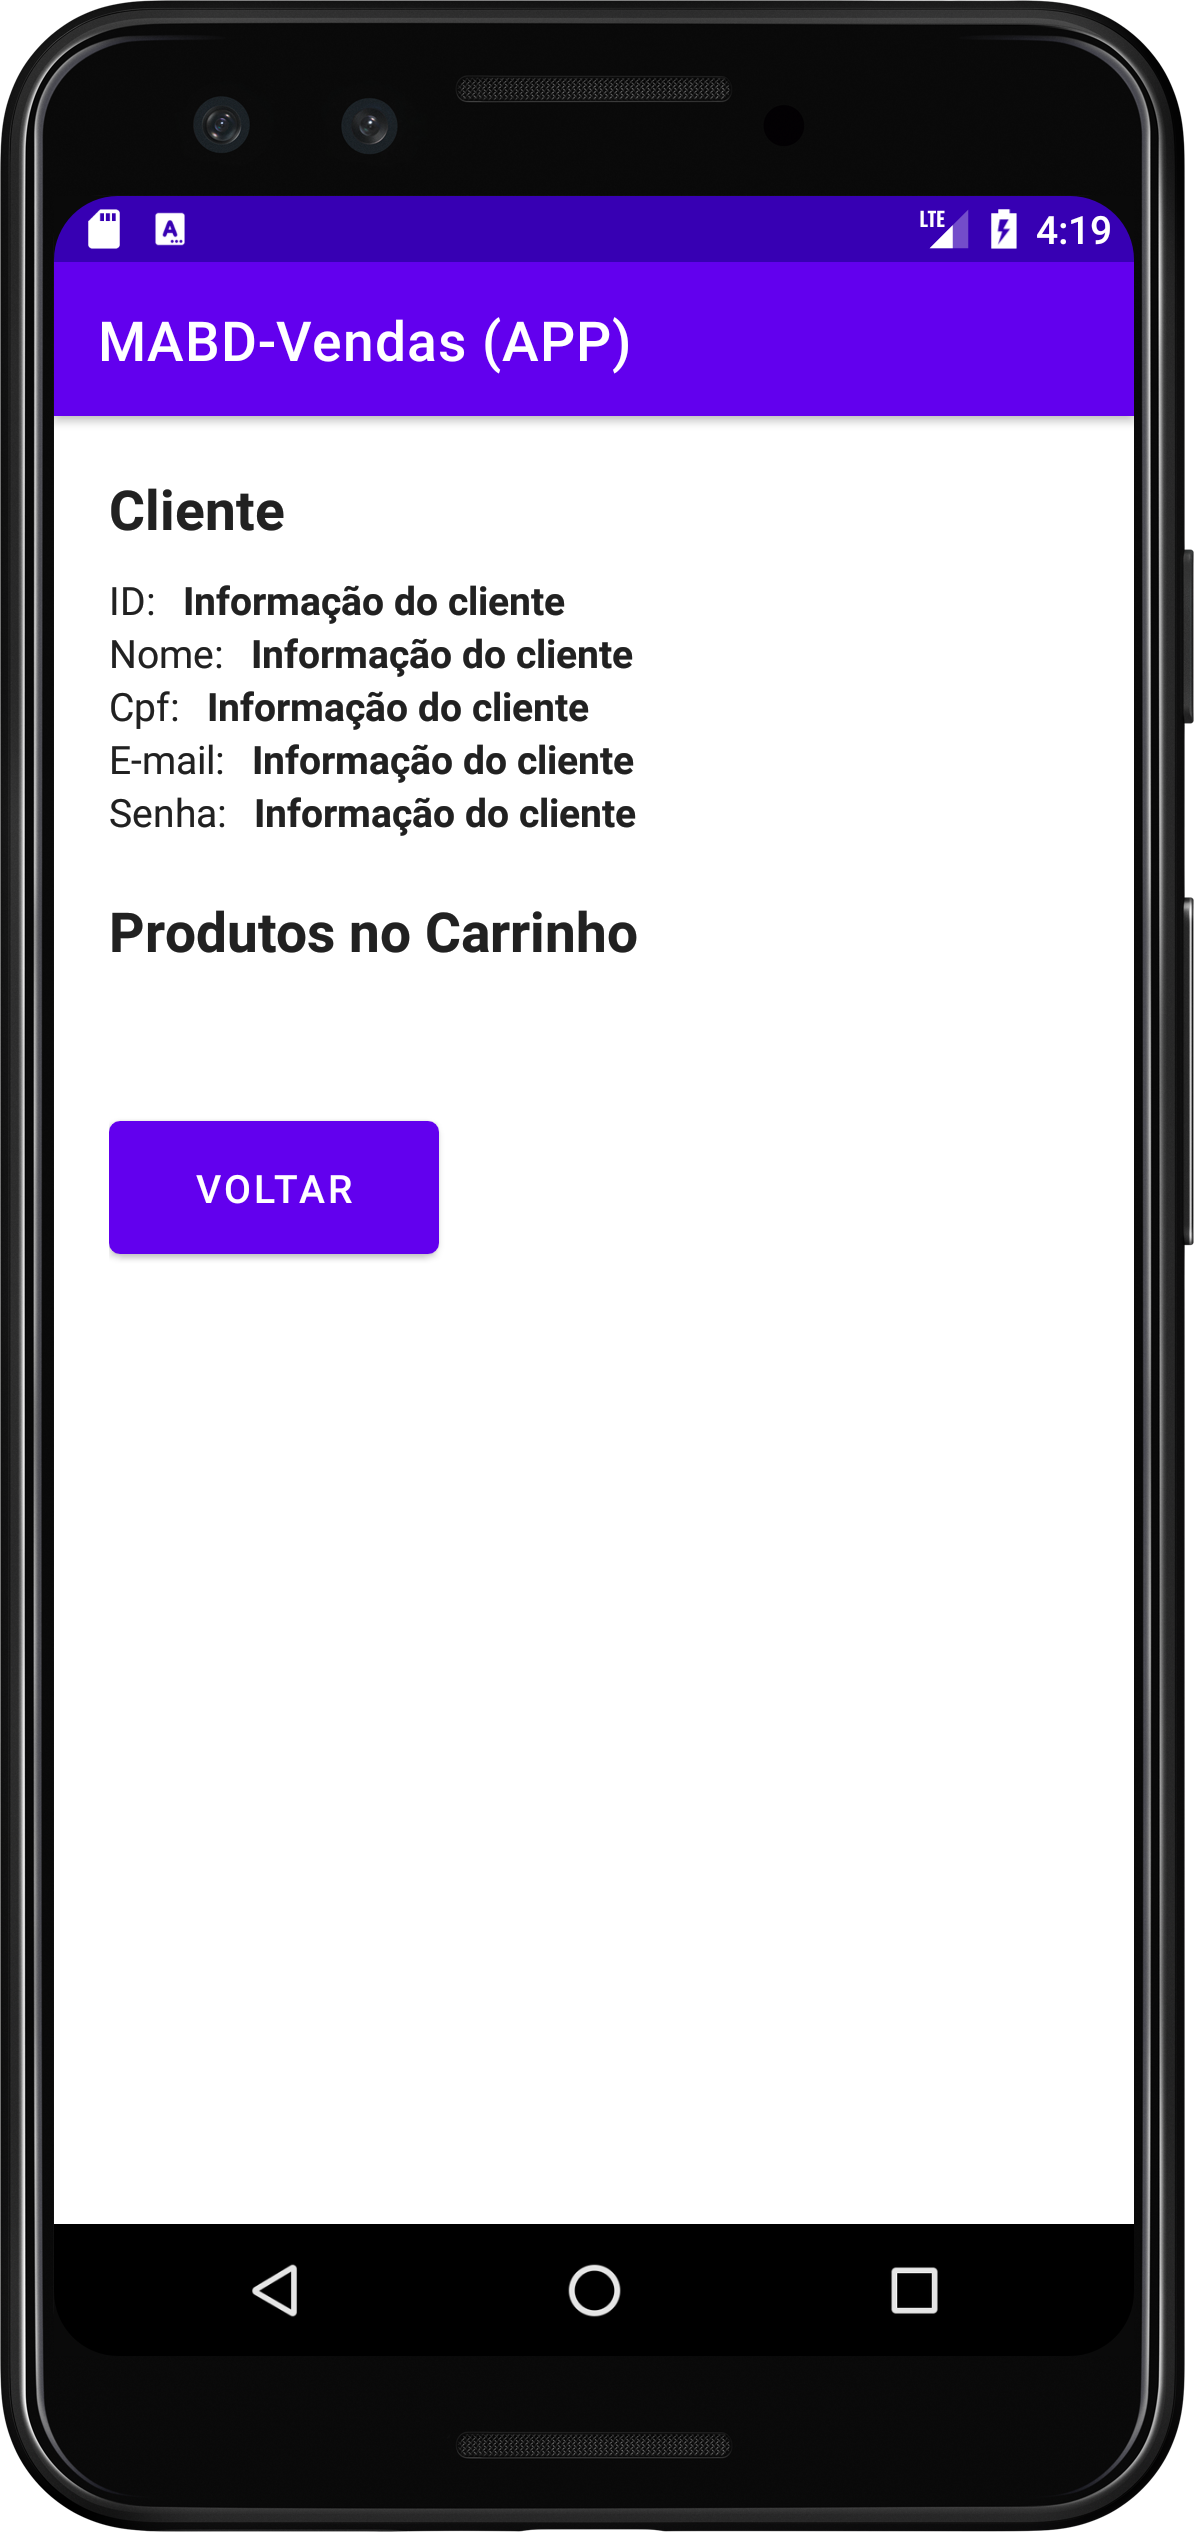 LTE 4:19
MABD-Vendas (APP)
Cliente
ID: Informação do cliente
Nome: Informação do cliente
Cpf: Informação do cliente
E-mail: Informação do cliente
Senha: Informação do cliente
Produtos no Carrinho
VOLTAR